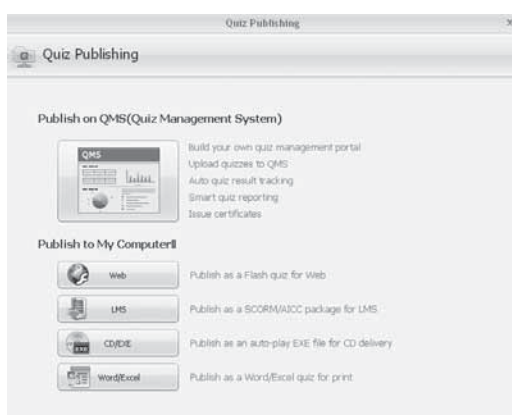 Quiz Publishing
Quiz Publishing
Publish on QMS(Quiz Management System)
QMS
Build your own quiz management portal
Upload quizzes to QMS
Auto quiz result tracking
Smart quiz reporting
Issue certificates
Publish to My Computer
Web
Publish as a Flash quiz for Web
LMS
Publish as a SCORM/AICC package for LMS
CD/EXE
Publish as an auto-play EXE file for CD delivery
Word/Excel
Publish as a Word/Excel quiz for print